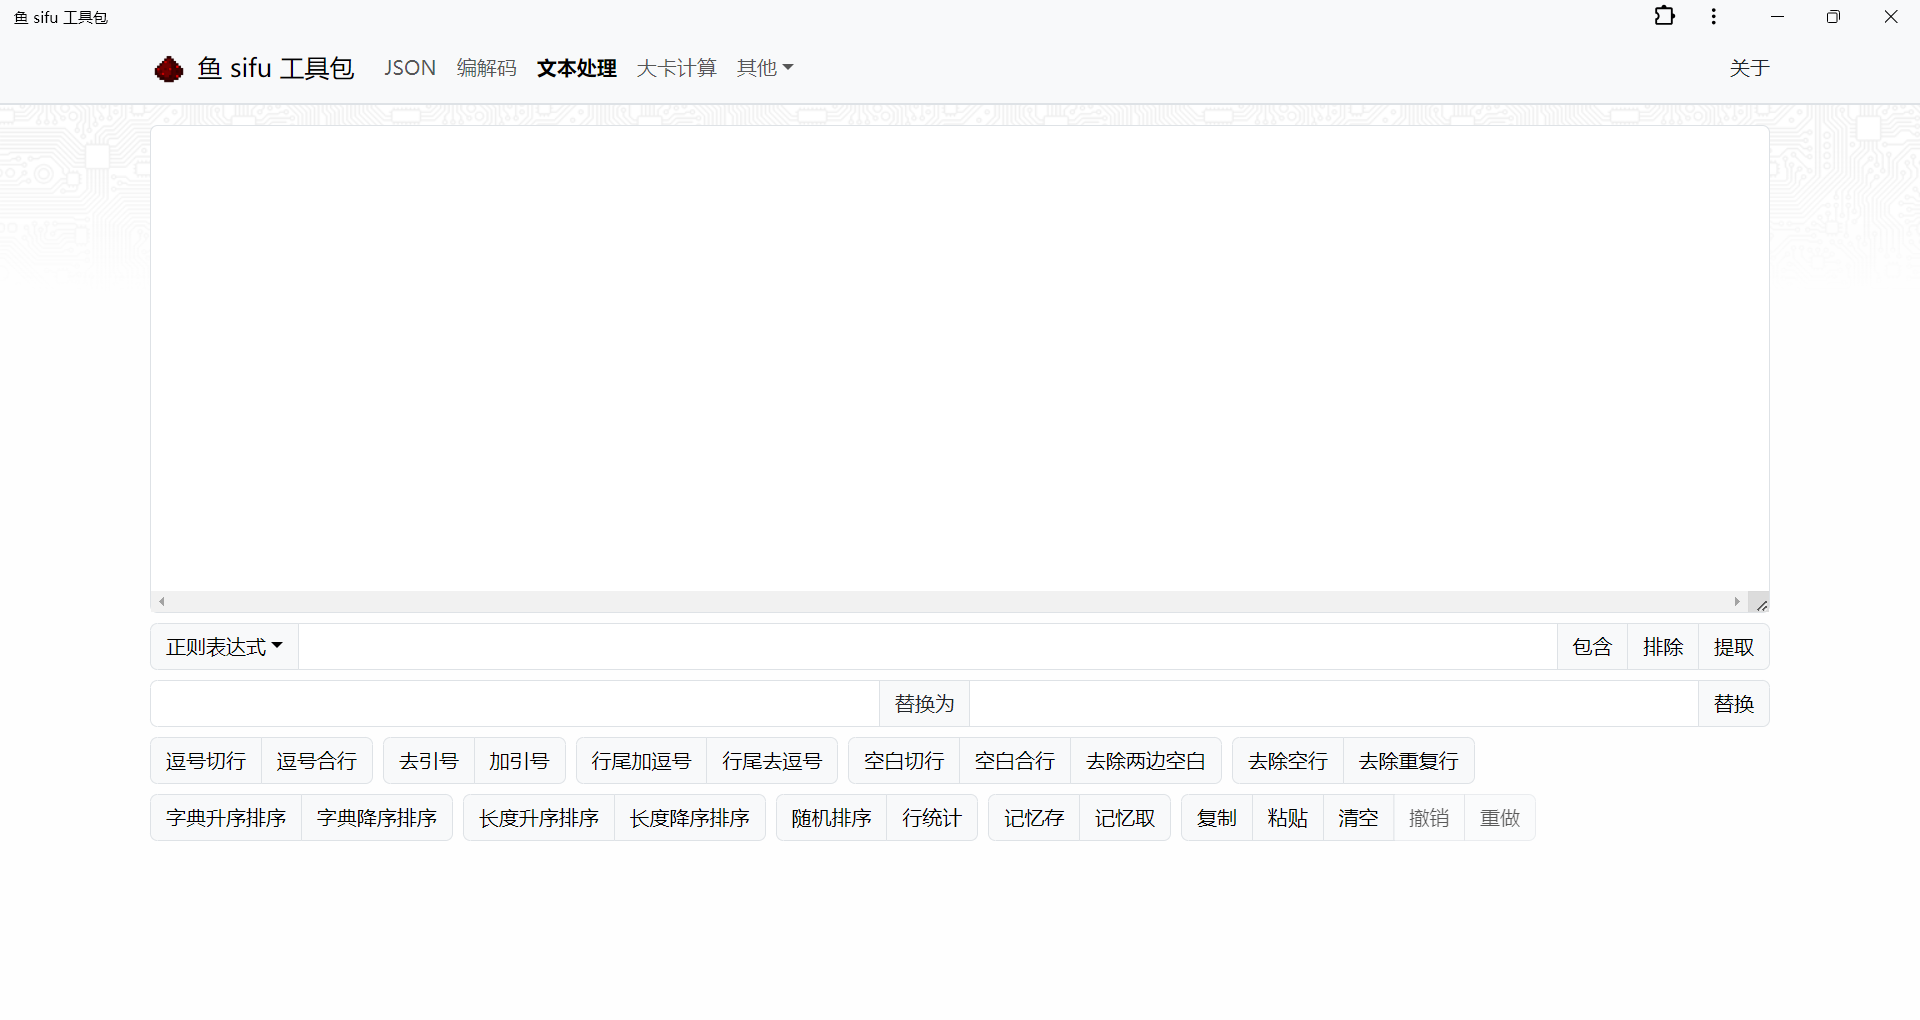 鱼 sifu 工具包
鱼 sifu 工具包 JSON 编解码 文本处理 大卡计算 其他 关于
正则表达式 包含 排除 提取
替换为 替换
逗号切行 逗号合行 去引号 加引号 行尾加逗号 行尾去逗号 空白切行 空白合行 去除两边空白 去除空行 去除重复行
字典升序排序 字典降序排序 长度升序排序 长度降序排序 随机排序 行统计 记忆存 记忆取 复制 粘贴 清空 撤销 重做